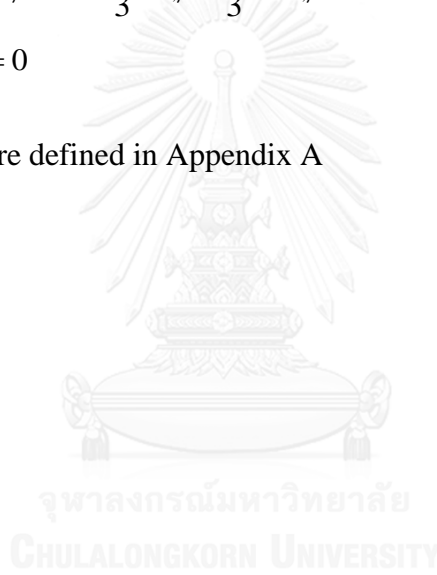 3 3
= 0
re defined in Appendix A
จุฬาลงกรณ์มหาวิทยาลัย
CHULALONGKORN UNIVERSITY